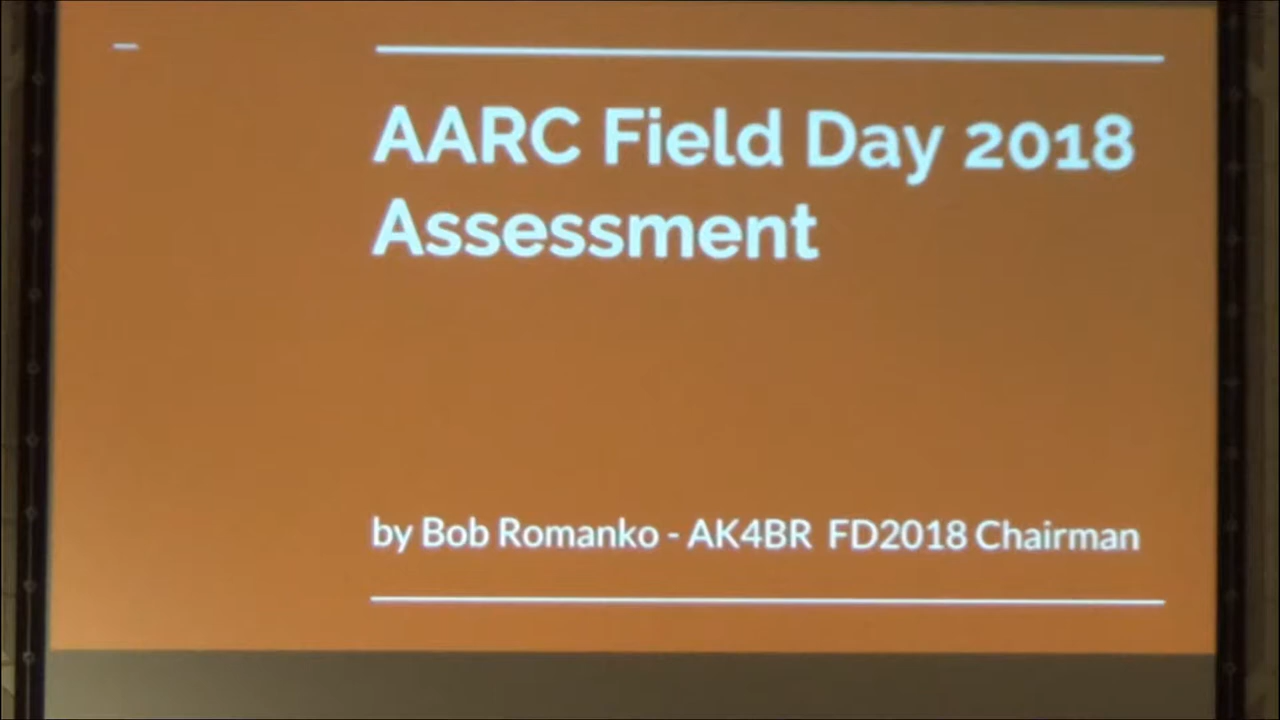 AARC Field Day 2018
Assessment
by Bob Romanko - AK4BR FD2018 Chairman